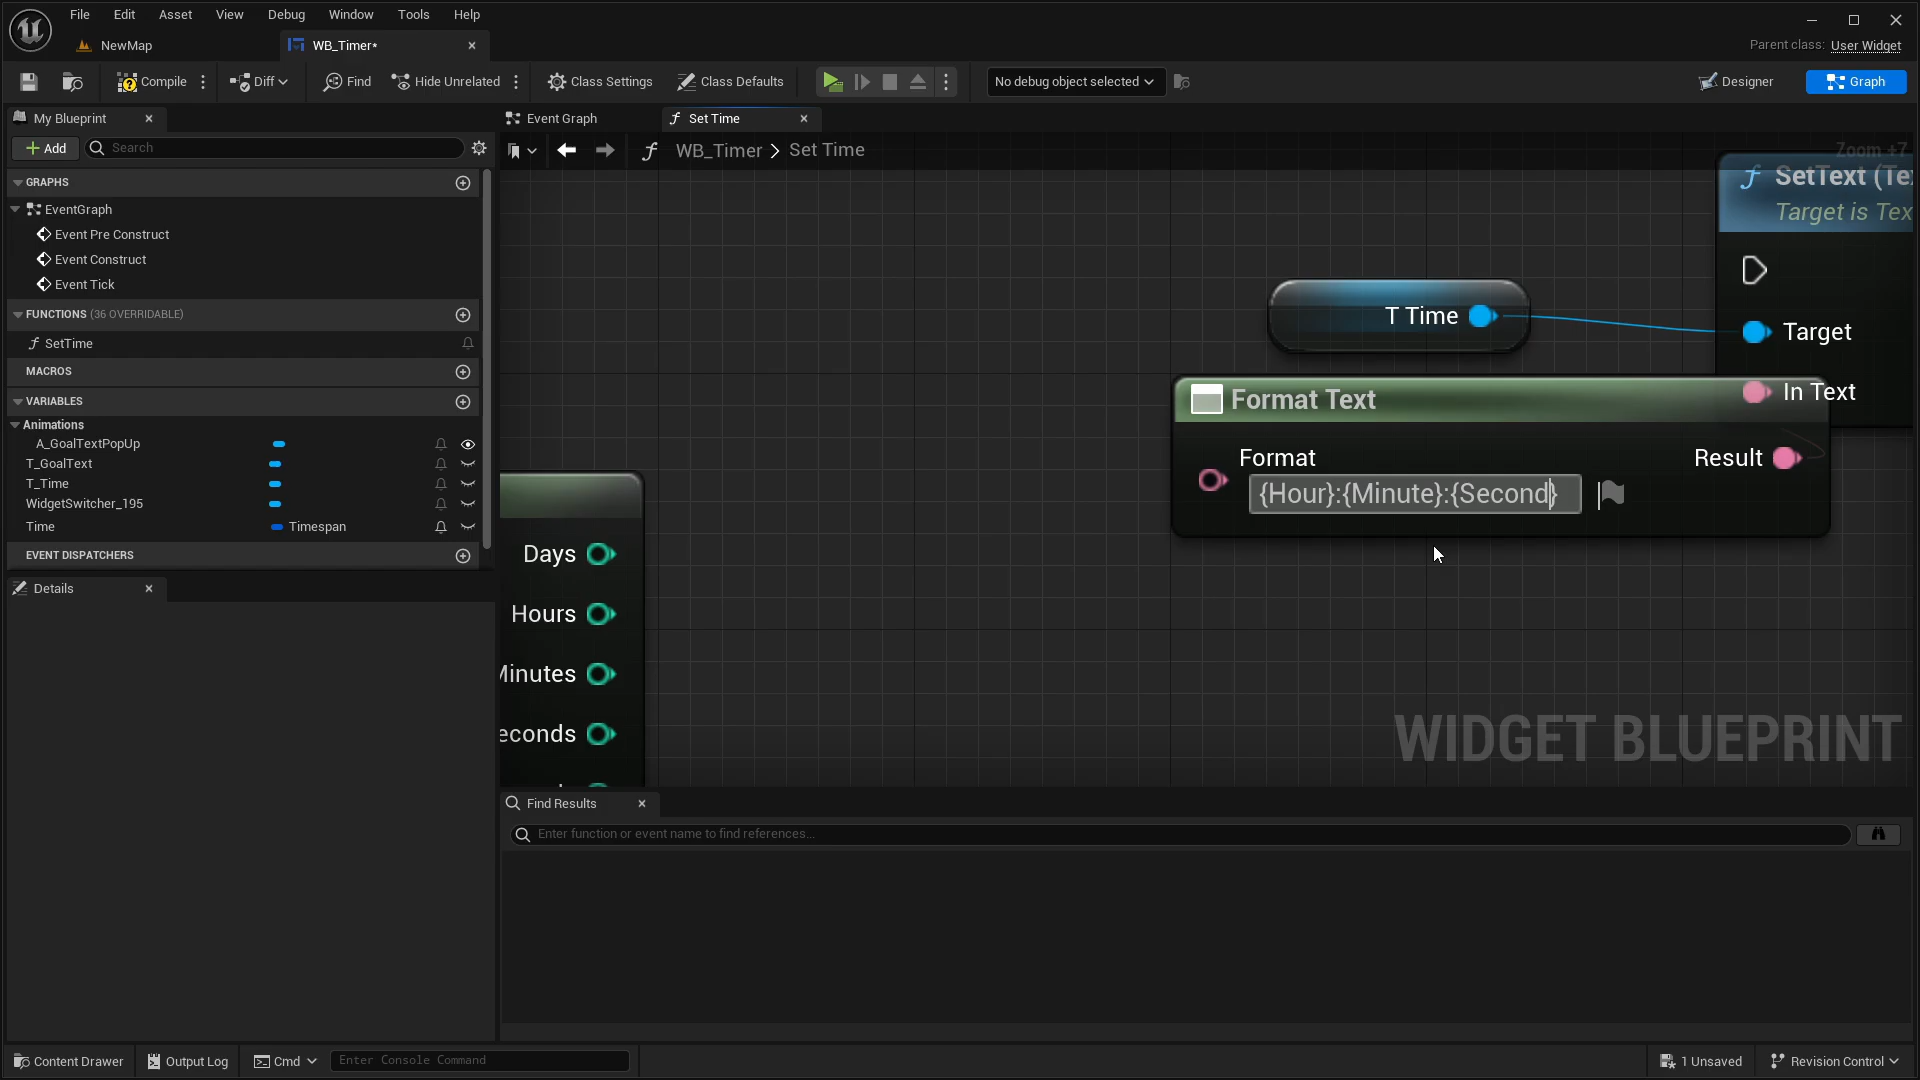 File Edit Asset View Debug Window Tools Help
NewMap
WB_Timer*
Parent class: User Widget
Compile
Diff
Find
Hide Unrelated
Class Settings
Class Defaults
No debug object selected
Designer
Graph
My Blueprint
Event Graph
Set Time
Add
Search
WB_Timer > Set Time
Zoom +7
GRAPHS
EventGraph
Event Pre Construct
Event Construct
Event Tick
FUNCTIONS (36 OVERRIDABLE)
SetTime
MACROS
VARIABLES
Animations
A_GoalTextPopUp
T_GoalText
T_Time
WidgetSwitcher_195
Time Timespan
EVENT DISPATCHERS
Details
SetText (Tex
Target is Tex
T Time
Target
In Text
Format Text
Format
{Hour}:{Minute}:{Second}
Result
Days
Hours
Minutes
econds
WIDGET BLUEPRINT
Find Results
Enter function or event name to find references...
Content Drawer
Output Log
Cmd
Enter Console Command
1 Unsaved
Revision Control